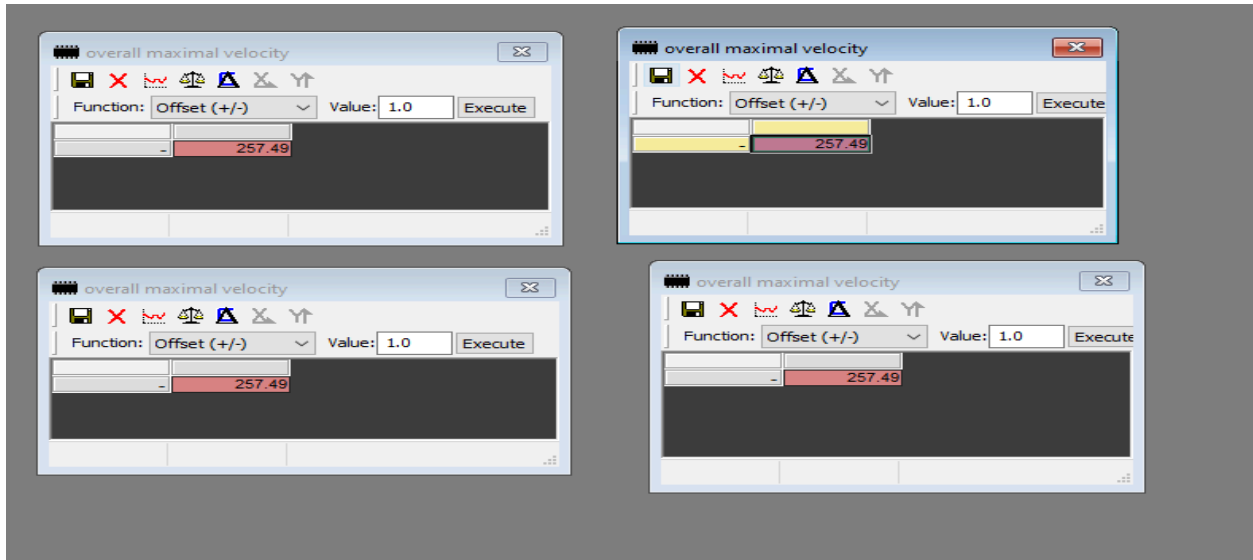 overall maximal velocity
Function: Offset (+/-) Value: 1.0 Execute
- 257.49
overall maximal velocity
Function: Offset (+/-) Value: 1.0 Execute
- 257.49
overall maximal velocity
Function: Offset (+/-) Value: 1.0 Execute
- 257.49
overall maximal velocity
Function: Offset (+/-) Value: 1.0 Execute
- 257.49